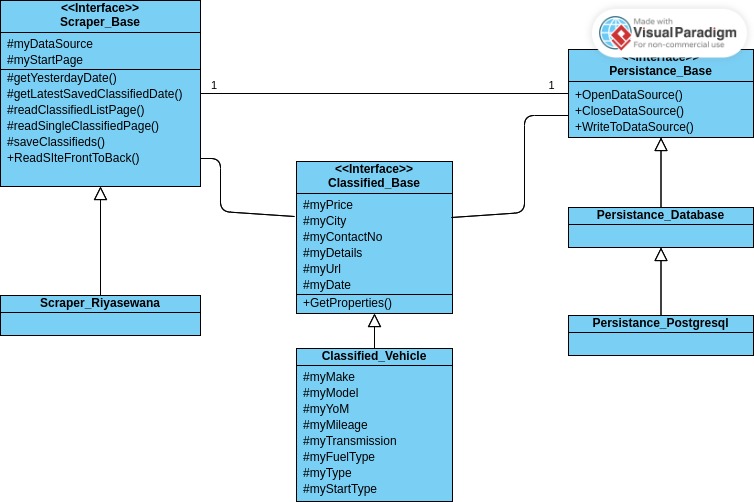 <<Interface>>
Scraper_Base
#myDataSource
#myStartPage
#getYesterdayDate()
#getLatestSavedClassifiedDate()
#readClassifiedListPage()
#readSingleClassifiedPage()
#saveClassifieds()
+ReadSIteFrontToBack()
1
1
Made with
Visual Paradigm
For non-commercial use
<<Interface>>
Persistance_Base
+OpenDataSource()
+CloseDataSource()
+WriteToDataSource()
<<Interface>>
Classified_Base
#myPrice
#myCity
#myContactNo
#myDetails
#myUrl
#myDate
+GetProperties()
Persistance_Database
Scraper_Riyasewana
Persistance_Postgresql
Classified_Vehicle
#myMake
#myModel
#myYoM
#myMileage
#myTransmission
#myFuelType
#myType
#myStartType